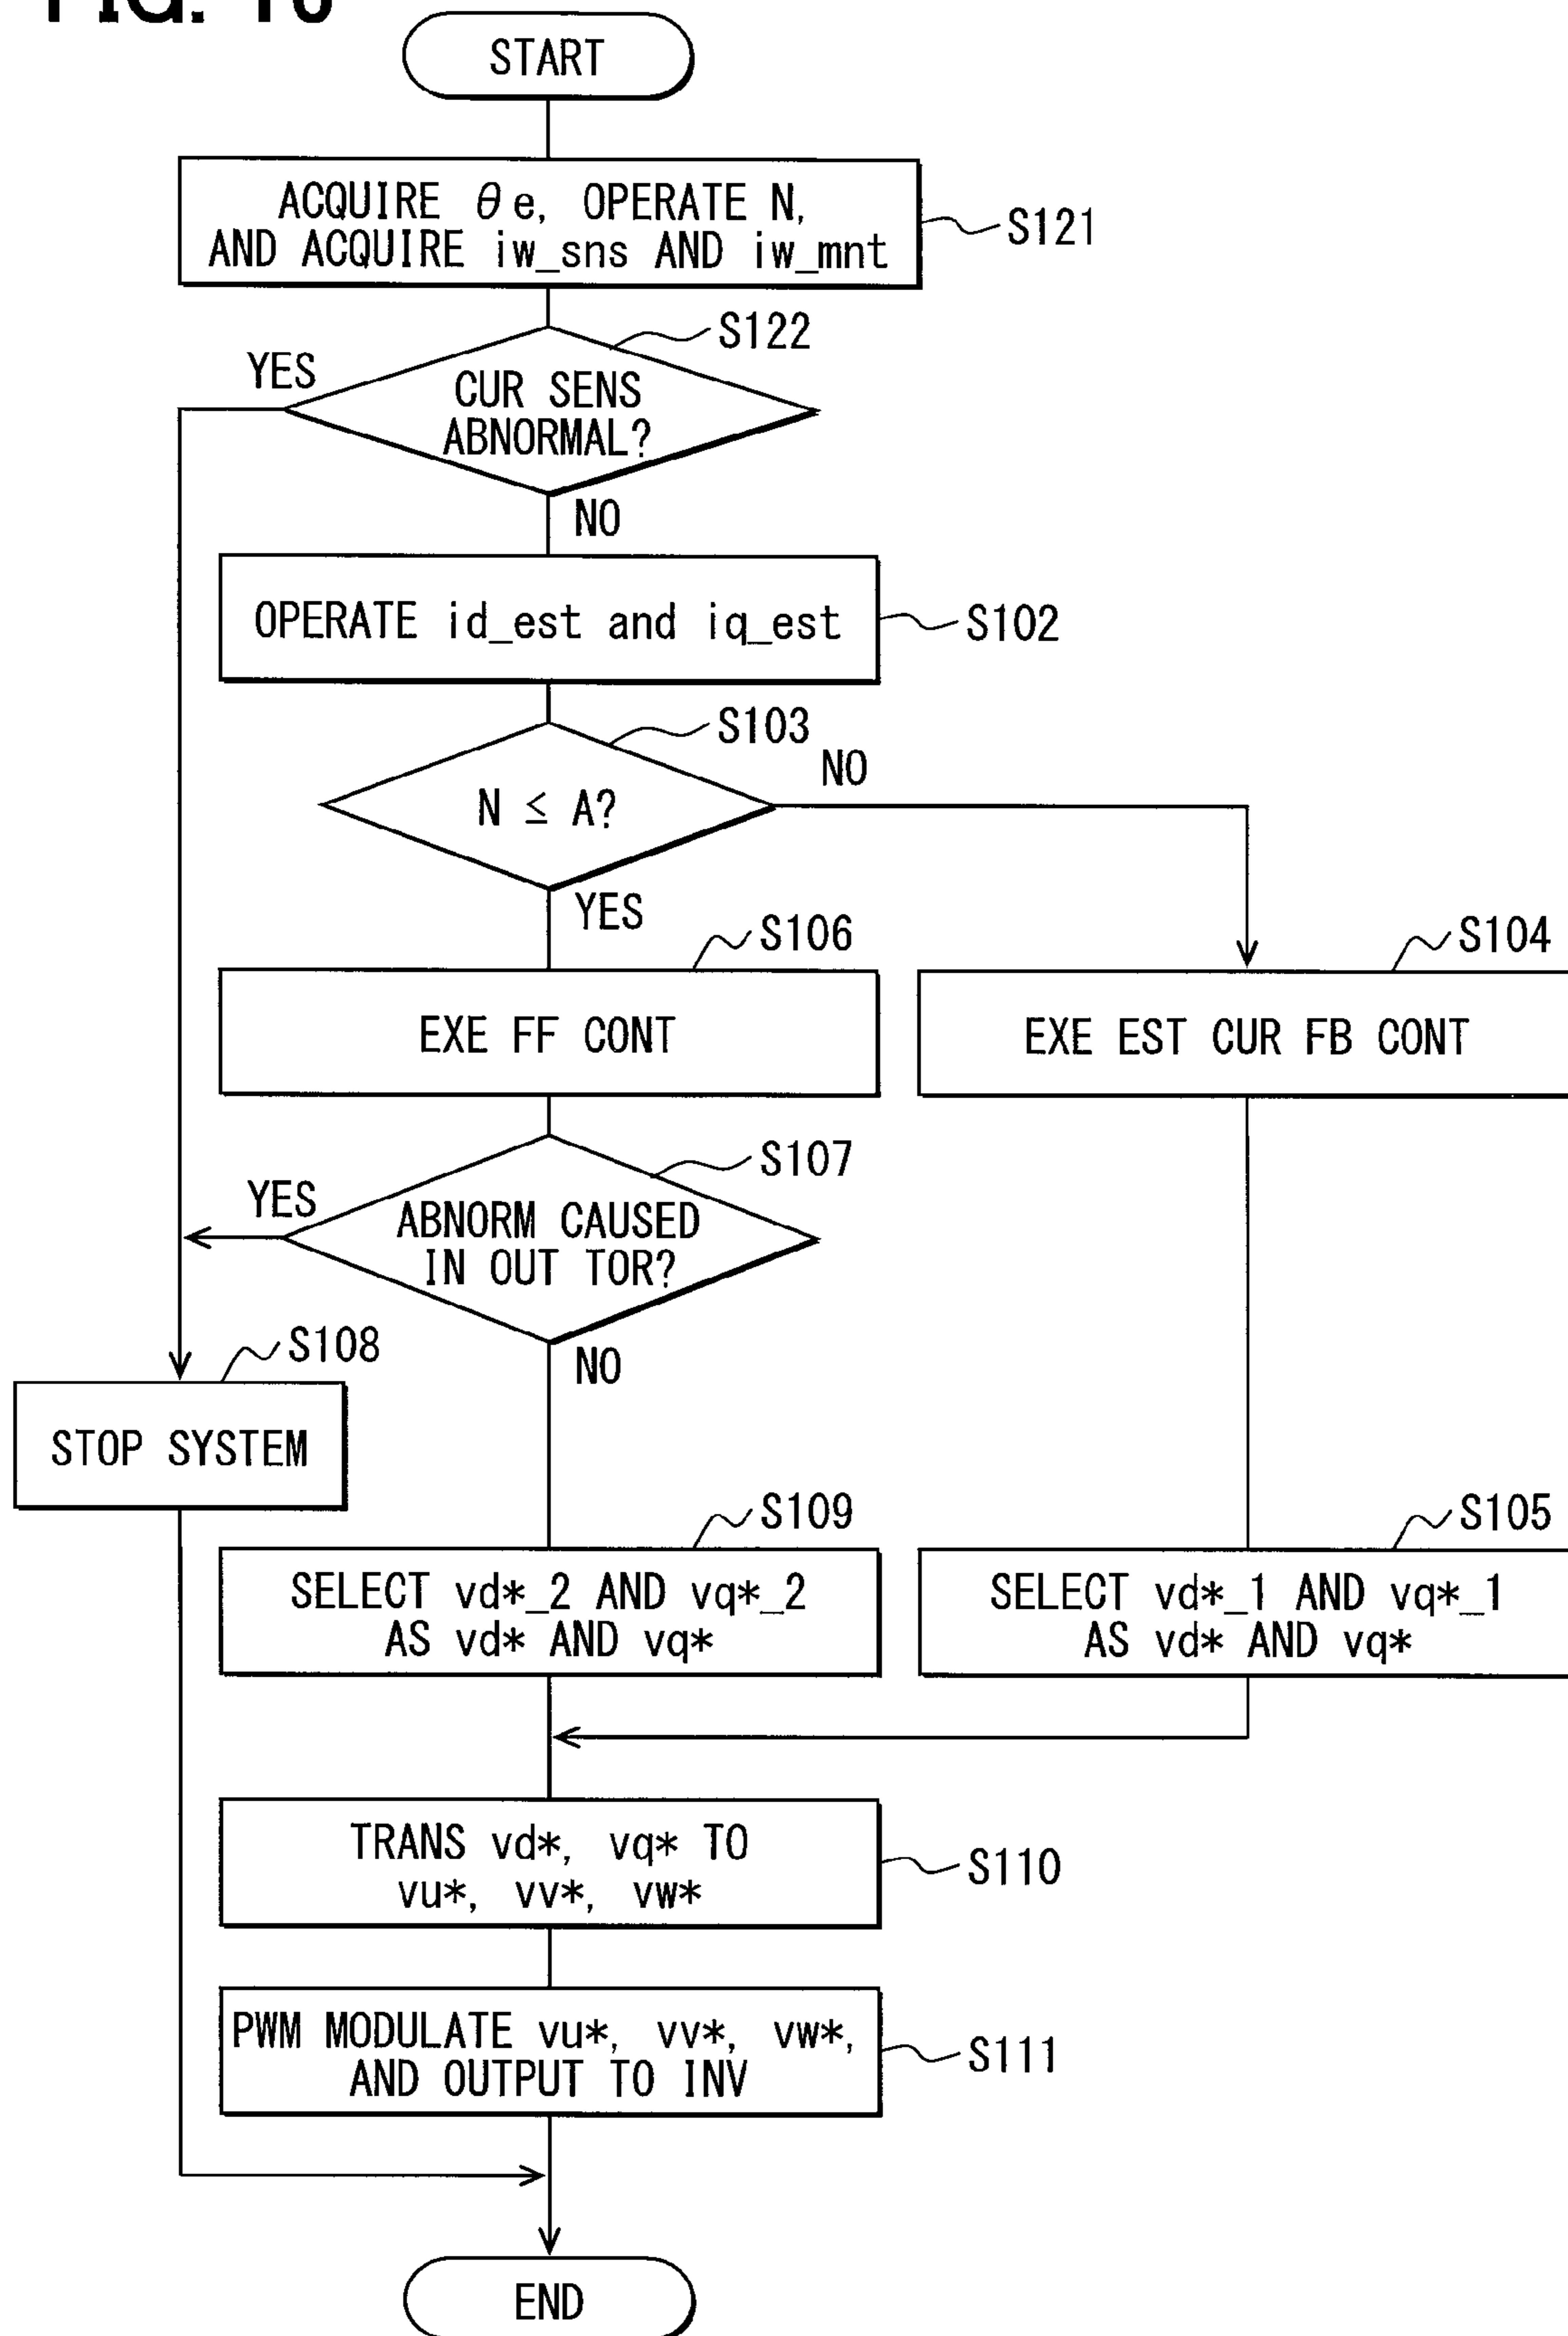 START
ACQUIRE θe, OPERATE N,
AND ACQUIRE iw_sns AND iw_mnt
S121
S122
YES
CUR SENS
ABNORMAL?
NO
OPERATE id_est and iq_est
S102
S103
NO
N ≤ A?
YES
S106
S104
EXE FF CONT
EXE EST CUR FB CONT
S107
YES
ABNORM CAUSED
IN OUT TOR?
S108
NO
STOP SYSTEM
S109
S105
SELECT vd*_2 AND vq*_2
AS vd* AND vq*
SELECT vd*_1 AND vq*_1
AS vd* AND vq*
TRANS vd*, vq* TO
vu*, vv*, vw*
S110
PWM MODULATE vu*, vv*, vw*,
AND OUTPUT TO INV
S111
END